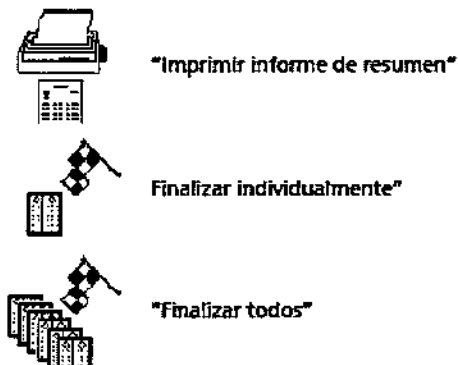 "Imprimir informe de resumen"
Finalizar individualmente"
"Finalizar todos"